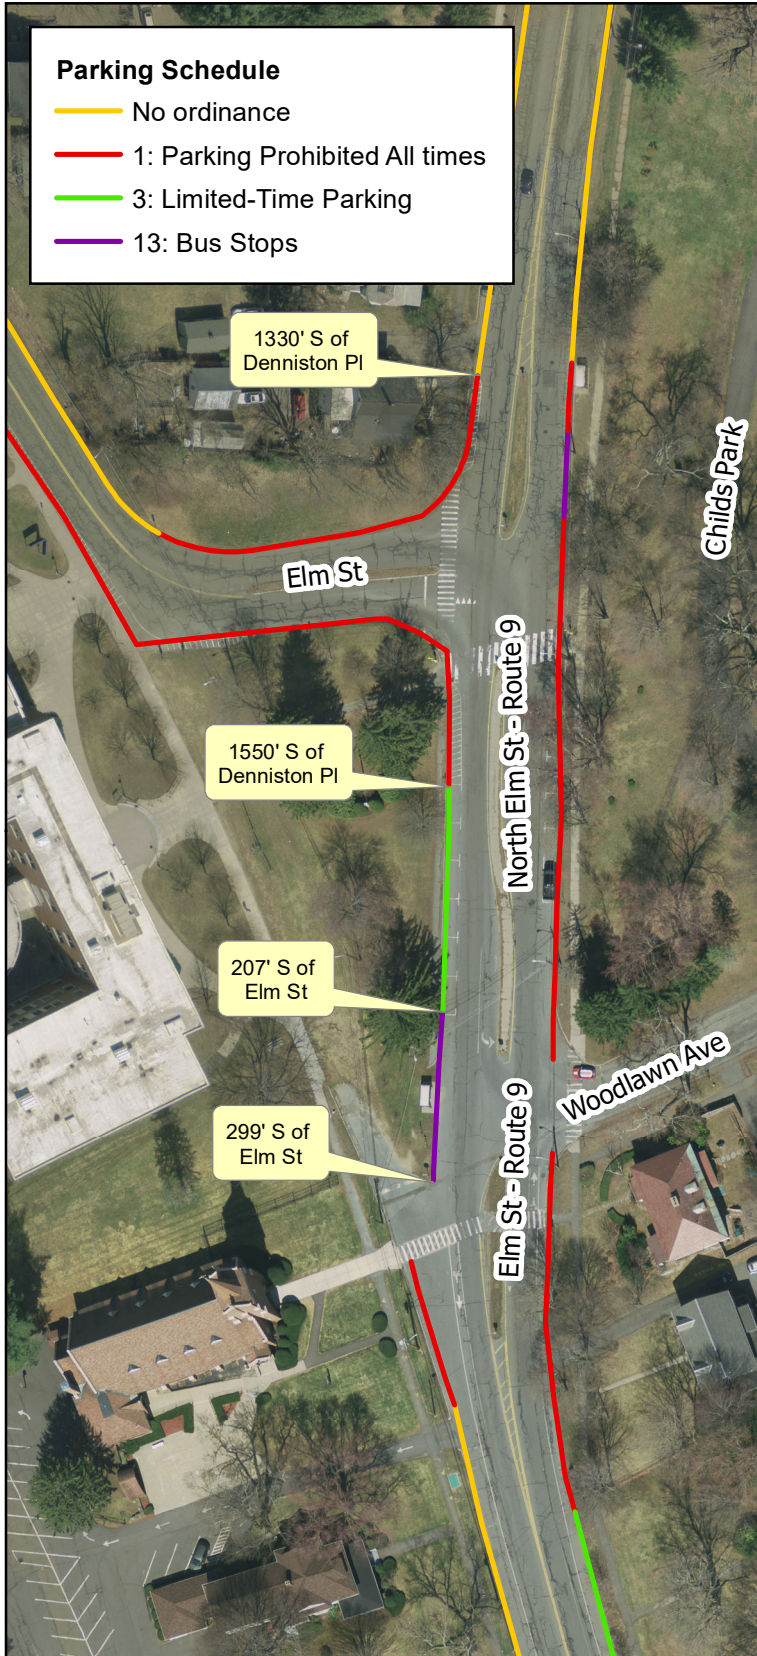 Parking Schedule
No ordinance
1: Parking Prohibited All times
3: Limited-Time Parking
13: Bus Stops
1330' S of
Denniston Pl
Childs Park
Elm St
North Elm St - Route 9
1550' S of
Denniston Pl
207' S of
Elm St
Woodlawn Ave
299' S of
Elm St
Elm St - Route 9